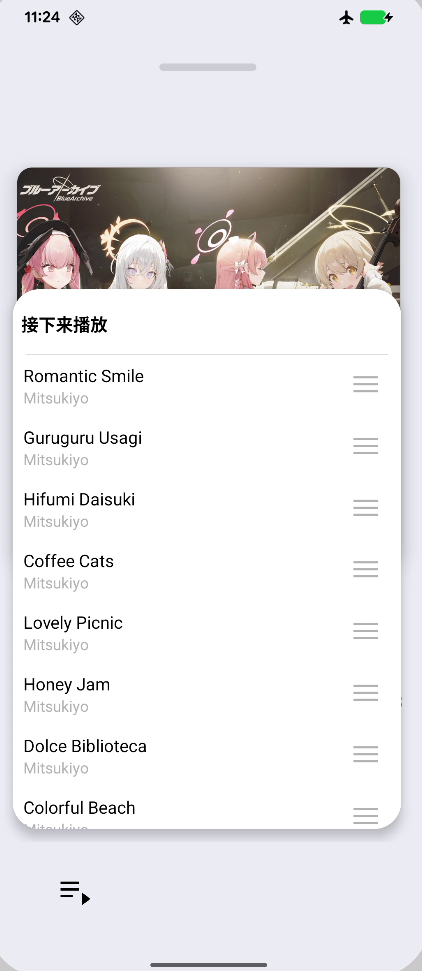 11:24
ブルーアーカイブ
BlueArchive
接下来播放
Romantic Smile
Mitsukiyo
Guruguru Usagi
Mitsukiyo
Hifumi Daisuki
Mitsukiyo
Coffee Cats
Mitsukiyo
Lovely Picnic
Mitsukiyo
Honey Jam
Mitsukiyo
Dolce Biblioteca
Mitsukiyo
Colorful Beach